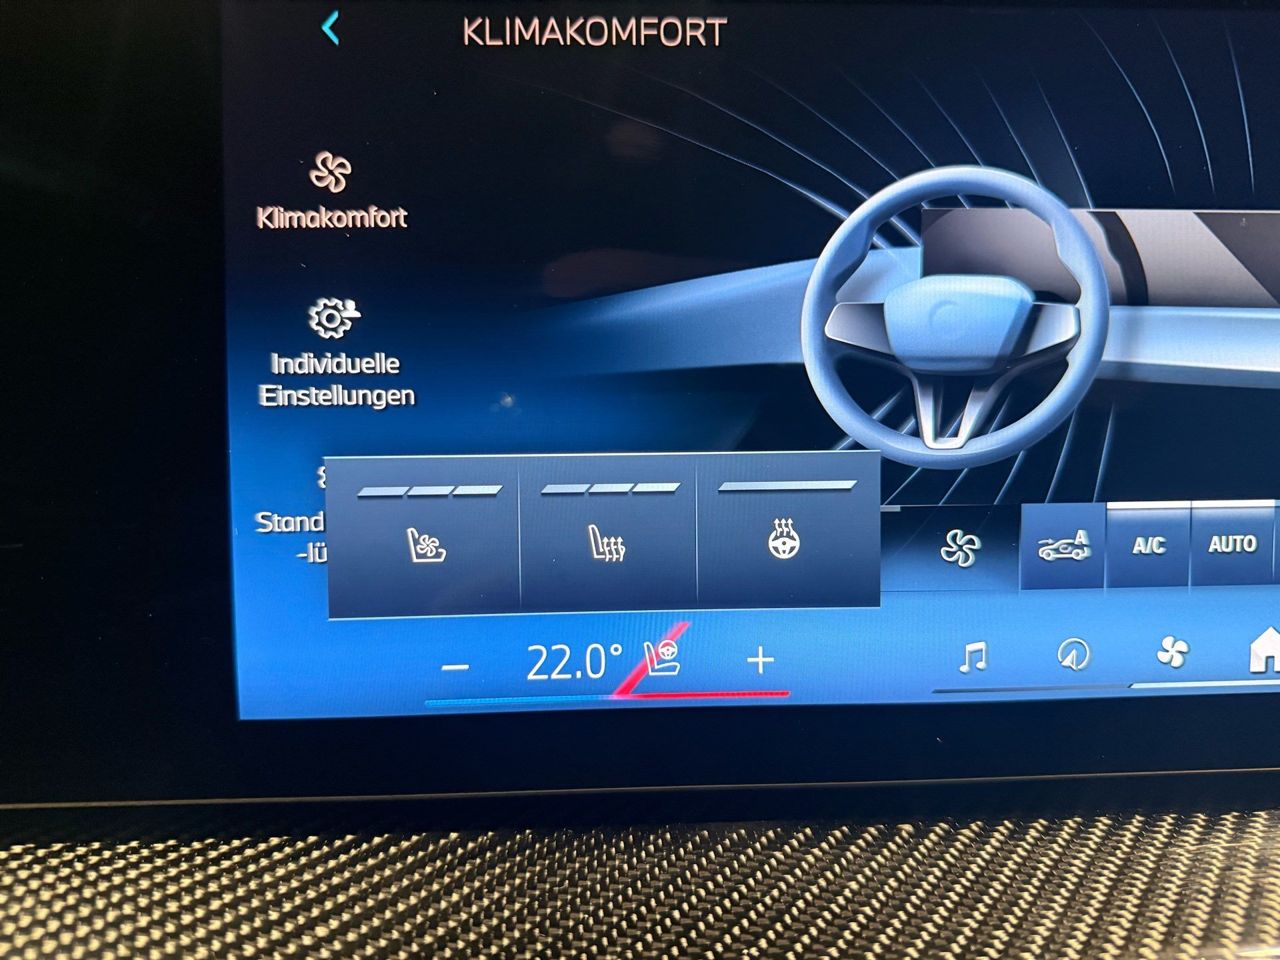 KLIMAKOMFORT
Klimakomfort
Individuelle
Einstellungen
Stand
-lü
A
A/C
AUTO
− 22.0° +